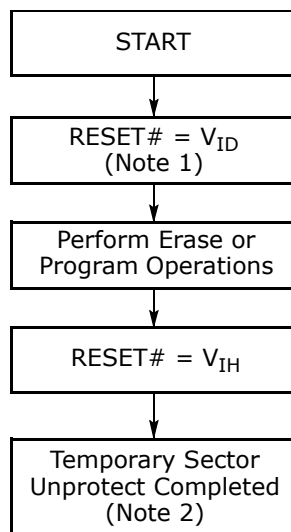 START
RESET# = VID
(Note 1)
Perform Erase or
Program Operations
RESET# = VIH
Temporary Sector
Unprotect Completed
(Note 2)